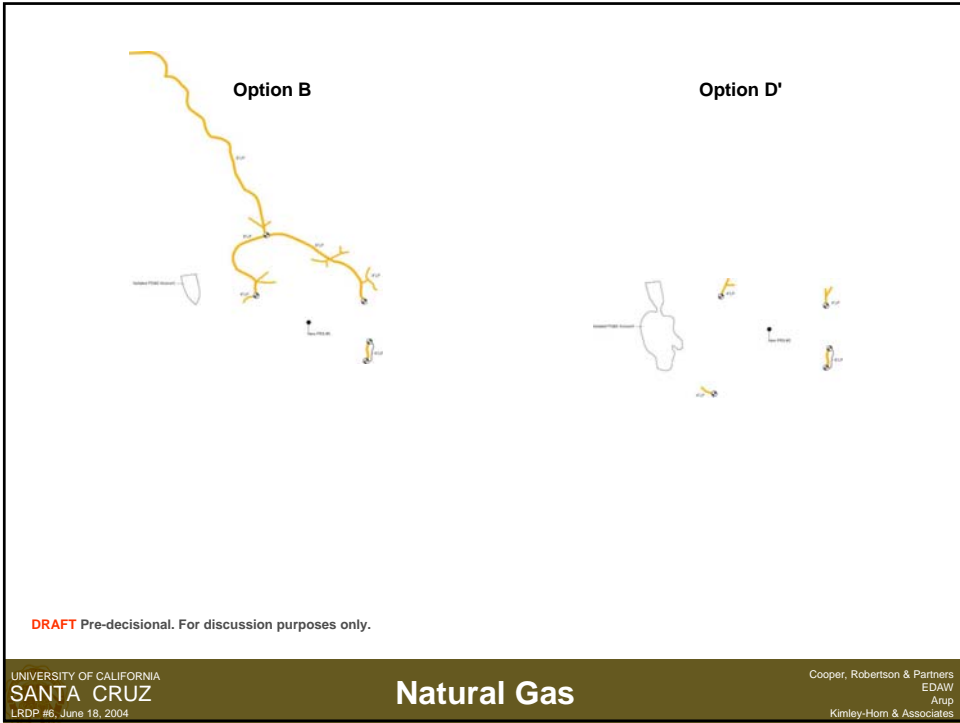 Option B
Option D'
DRAFT Pre-decisional. For discussion purposes only.
UNIVERSITY OF CALIFORNIA
SANTA CRUZ
LRDP #6, June 18, 2004
Natural Gas
Cooper, Robertson & Partners
EDAW
Arup
Kimley-Horn & Associates